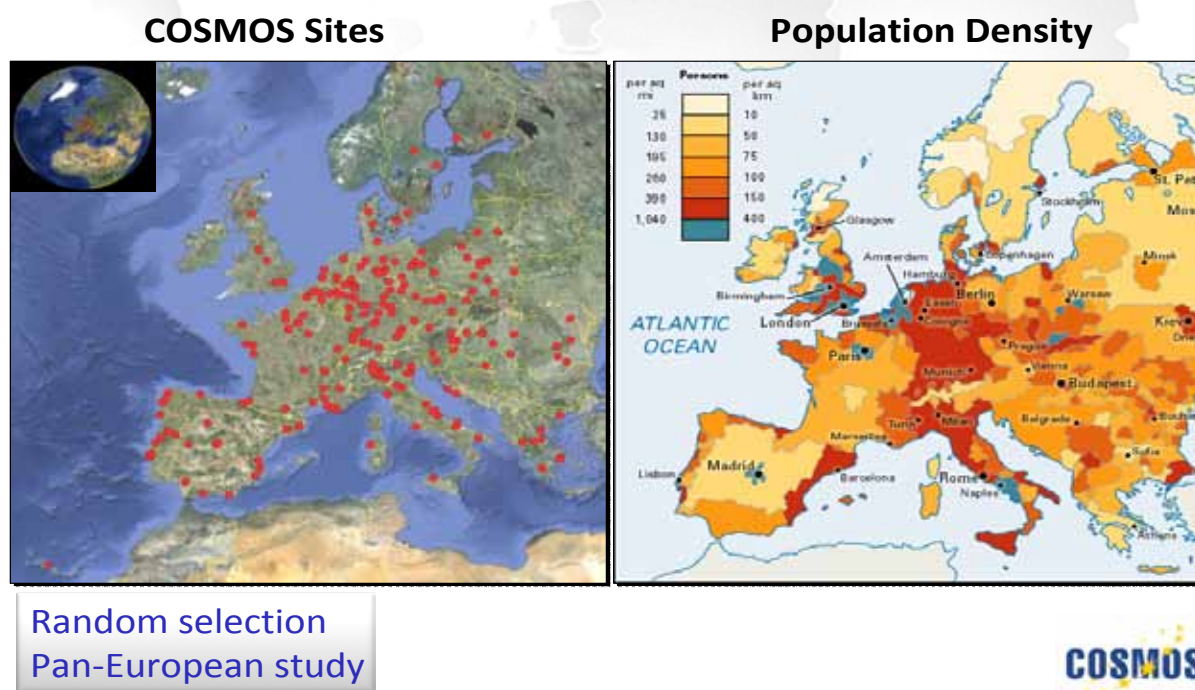 COSMOS Sites
Population Density
Persons
per sq mi
per sq km
25 10
130 50
195 75
260 100
390 150
1,040 400
St. Pet
Stockholm
Mos
Glasgow
Copenhagen
Minsk
Amsterdam
Hamburg
Birmingham
Essen
Berlin
Warsaw
ATLANTIC
OCEAN
London
Brussels
Cologne
Kiev
Paris
Prague
Munich
Vienna
Budapest
Turin
Milan
Belgrade
Buchar
Marseilles
Sofia
Lisbon
Madrid
Barcelona
Rome
Naples
Athens
Random selection
Pan-European study
COSMOS